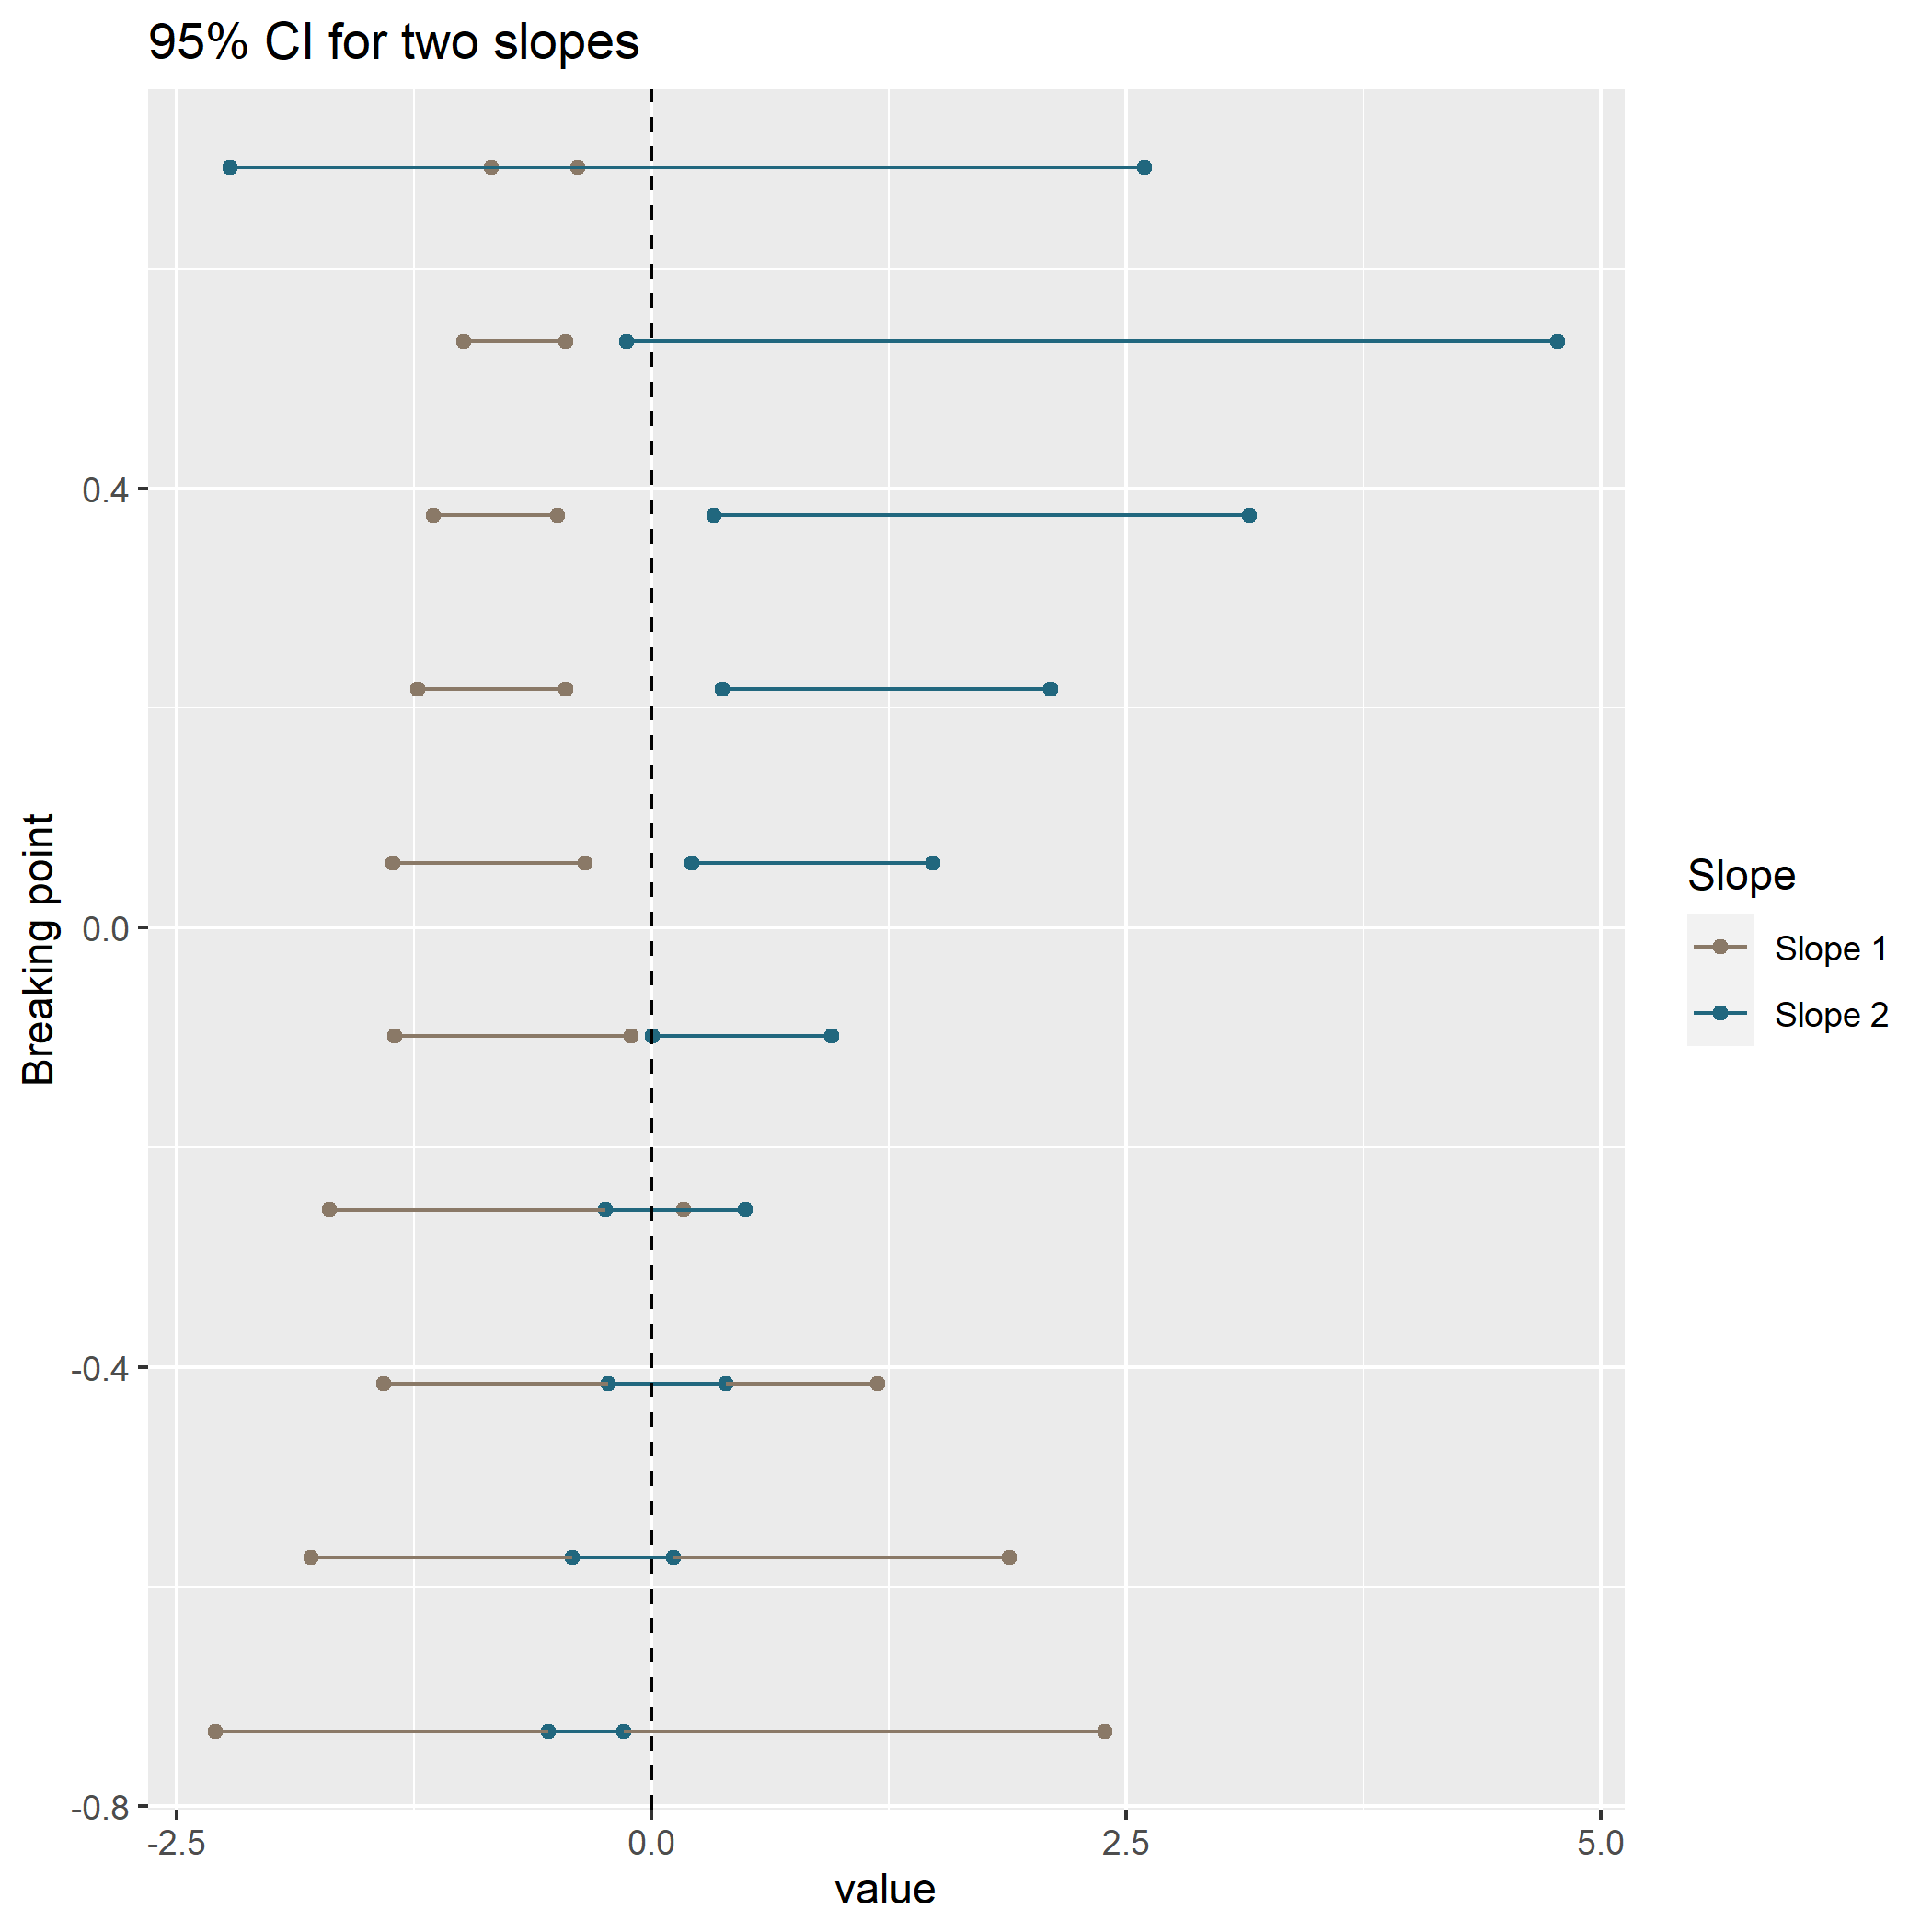 95% CI for two slopes
Breaking point
0.4
0.0
-0.4
-0.8
-2.5
0.0
2.5
5.0
value
Slope
Slope 1
Slope 2